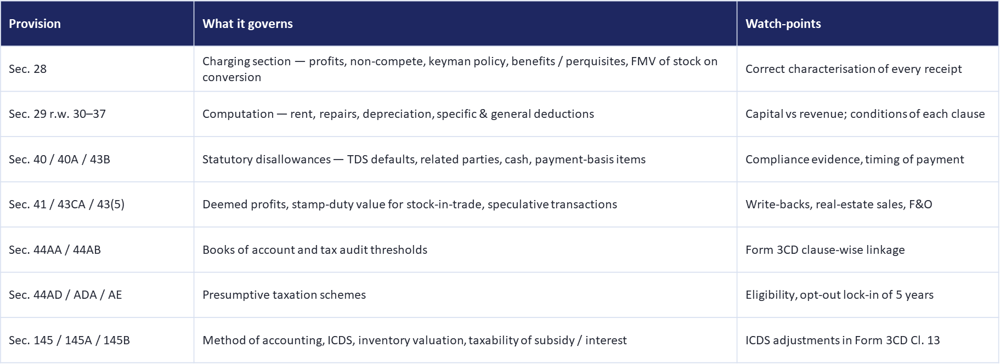 Provision
What it governs
Watch-points
Sec. 28
Charging section — profits, non-compete, keyman policy, benefits / perquisites, FMV of stock on
conversion
Correct characterisation of every receipt
Sec. 29 r.w. 30–37
Computation — rent, repairs, depreciation, specific & general deductions
Capital vs revenue; conditions of each clause
Sec. 40 / 40A / 43B
Statutory disallowances — TDS defaults, related parties, cash, payment-basis items
Compliance evidence, timing of payment
Sec. 41 / 43CA / 43(5)
Deemed profits, stamp-duty value for stock-in-trade, speculative transactions
Write-backs, real-estate sales, F&O
Sec. 44AA / 44AB
Books of account and tax audit thresholds
Form 3CD clause-wise linkage
Sec. 44AD / ADA / AE
Presumptive taxation schemes
Eligibility, opt-out lock-in of 5 years
Sec. 145 / 145A / 145B
Method of accounting, ICDS, inventory valuation, taxability of subsidy / interest
ICDS adjustments in Form 3CD Cl. 13